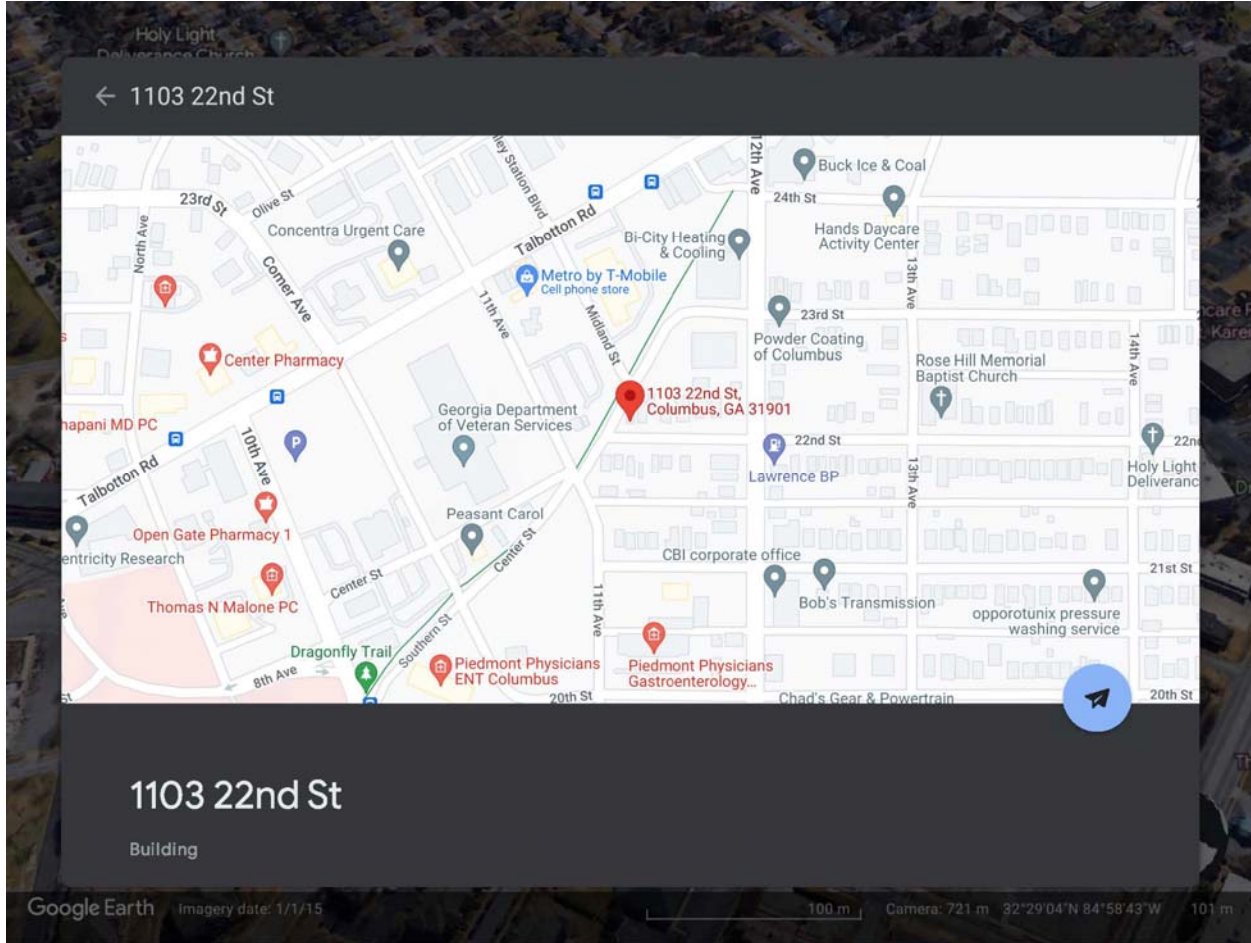 Holy Light
Deliverance Church
← 1103 22nd St
12th Ave
Buck Ice & Coal
24th St
23rd St
Olive St
ley Station Blvd
Concentra Urgent Care
Talbotton Rd
Bi-City Heating
& Cooling
Hands Daycare
Activity Center
North Ave
Comer Ave
Metro by T-Mobile
Cell phone store
13th Ave
11th Ave
Midland St
23rd St
Powder Coating
of Columbus
14th Ave
Center Pharmacy
Rose Hill Memorial
Baptist Church
1103 22nd St,
Columbus, GA 31901
hapani MD PC
Georgia Department
of Veteran Services
10th Ave
P
22nd St
Lawrence BP
13th Ave
Holy Light
Deliveranc
Talbotton Rd
Open Gate Pharmacy 1
Peasant Carol
entricity Research
Center St
Center St
CBI corporate office
21st St
Thomas N Malone PC
11th Ave
Bob's Transmission
opporotunix pressure
washing service
Dragonfly Trail
Southern St
8th Ave
Piedmont Physicians
ENT Columbus
Piedmont Physicians
Gastroenterology...
20th St
Chad's Gear & Powertrain
20th St
1103 22nd St
Building
Google Earth
Imagery date: 1/1/15
100 m
Camera: 721 m 32°29'04"N 84°58'43"W
101 m